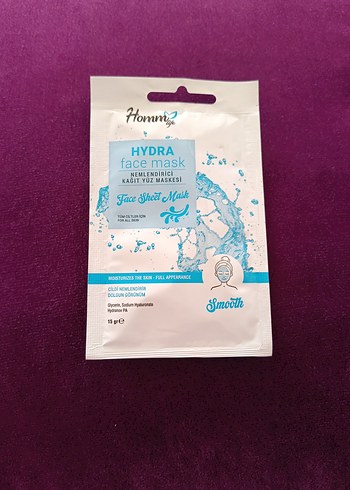 Homm life
HYDRA
face mask
NEMLENDİRİCİ
KAĞIT YÜZ MASKESİ
Face Sheet Mask
TÜM CİLTLER İÇİN
FOR ALL SKIN
MOISTURIZES THE SKIN - FULL APPEARANCE
CİLDİ NEMLENDİRİR
DOLGUN GÖRÜNÜM
Glycerin, Sodium Hyaluronate
Hydranov PA
15 gr ℮
Smooth